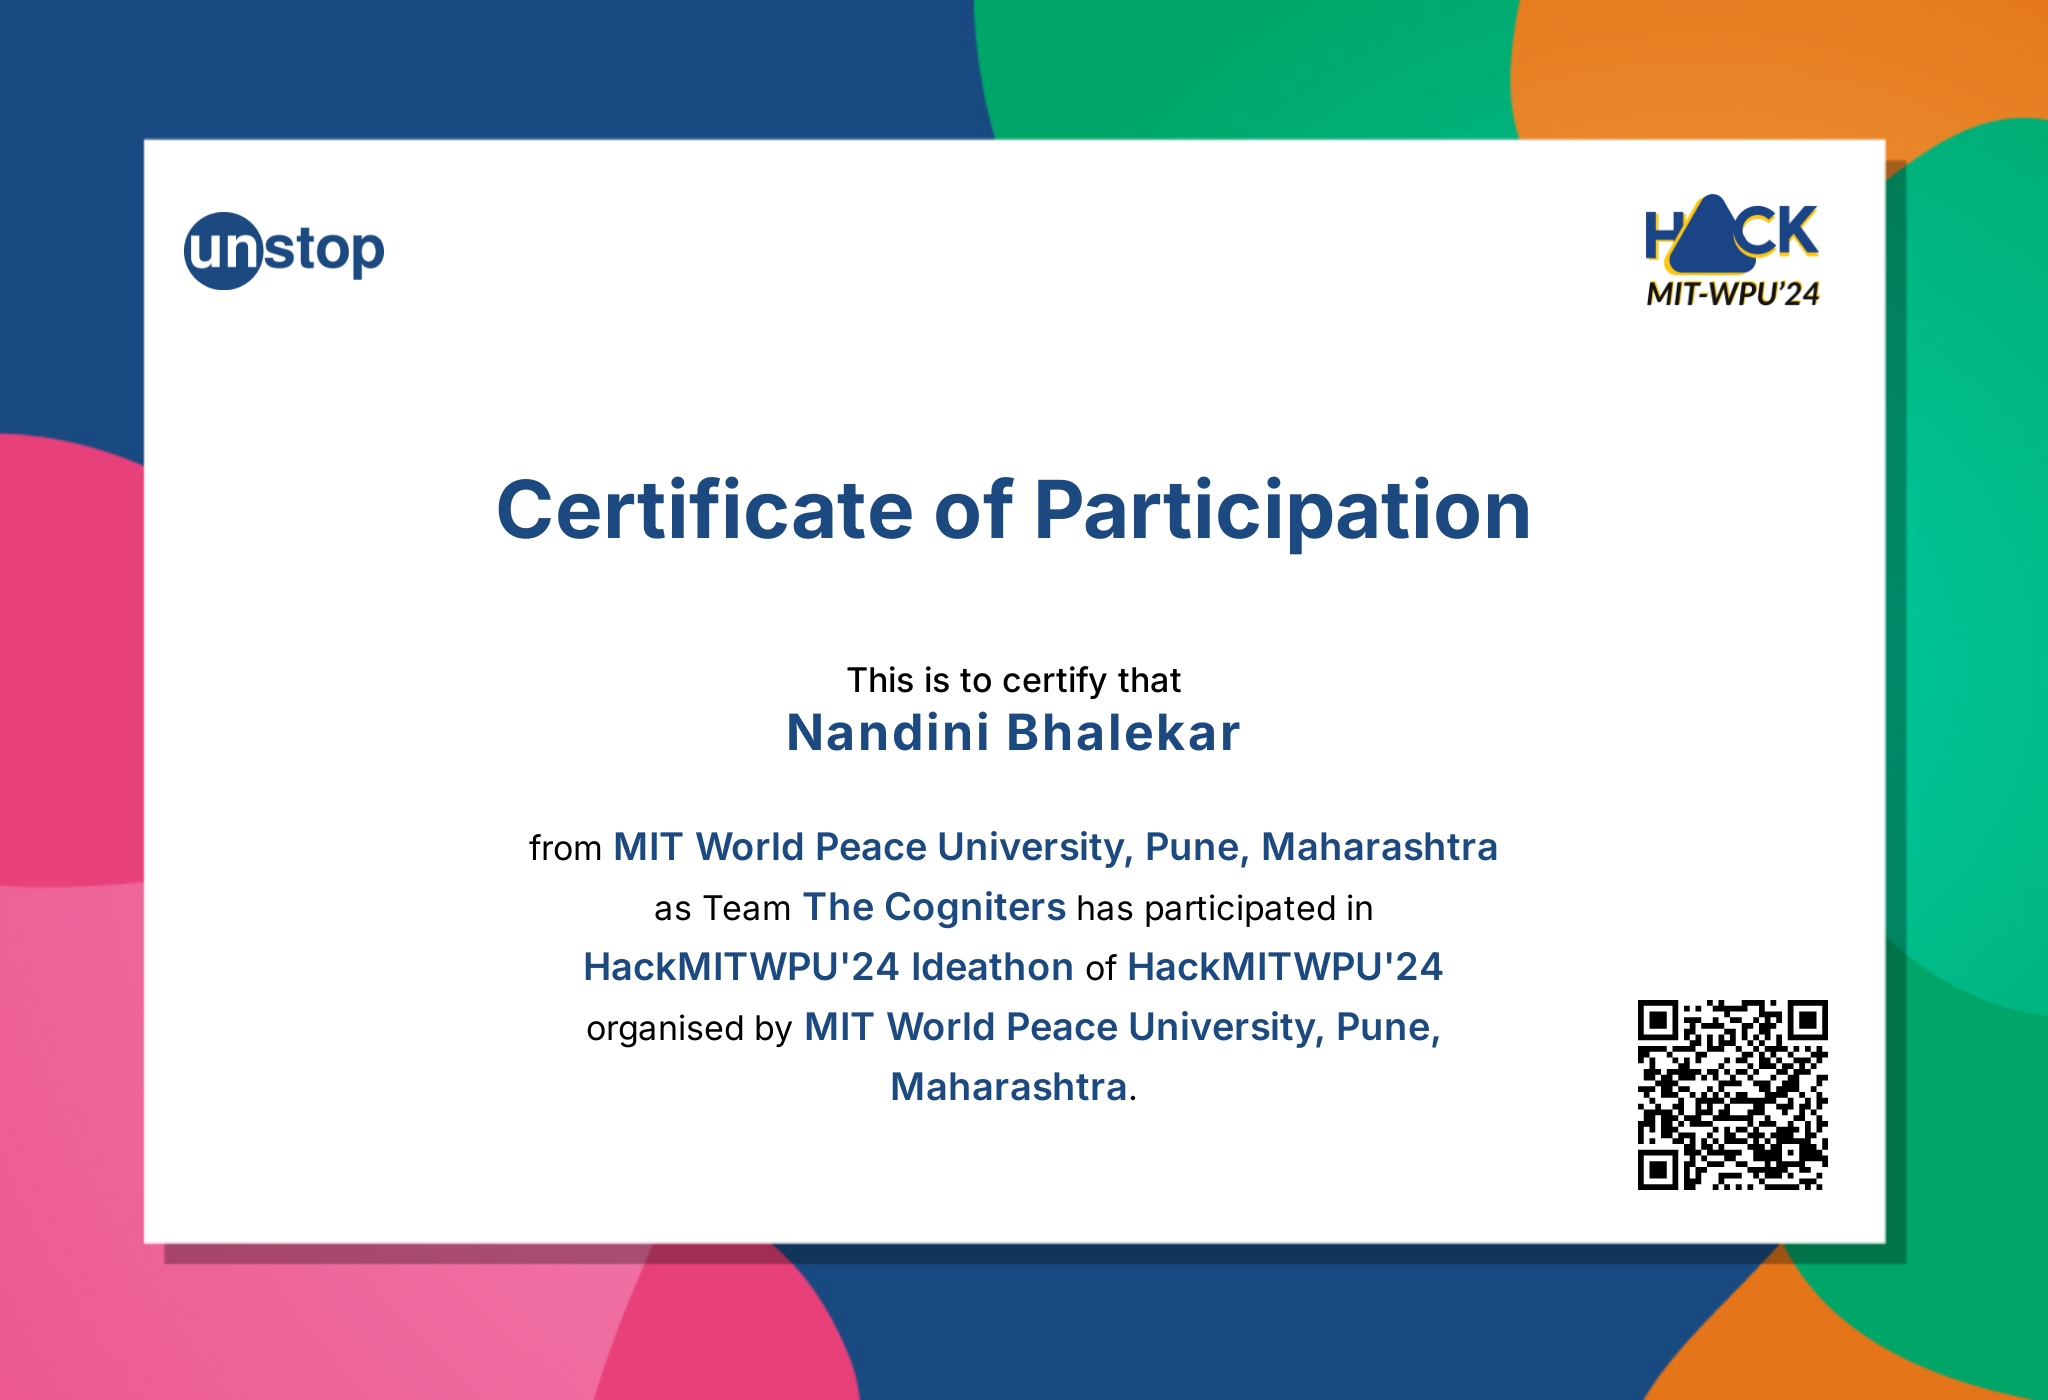 unstop
HACK
MIT-WPU'24
Certificate of Participation
This is to certify that
Nandini Bhalekar
from MIT World Peace University, Pune, Maharashtra
as Team The Cogniters has participated in
HackMITWPU'24 Ideathon of HackMITWPU'24
organised by MIT World Peace University, Pune,
Maharashtra.